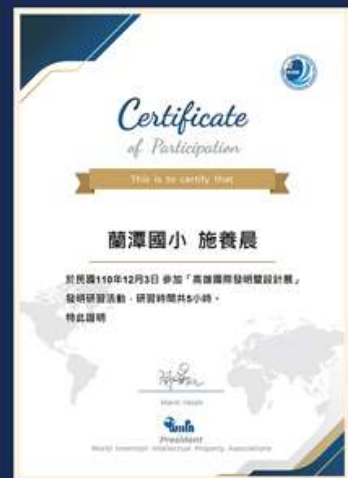 Certificate
of Participation
This is to certify that
蘭潭國小 施養晨
於民國110年12月3日 參加「高雄國際發明暨設計展」
發明研習活動,研習時間共5小時。
特此證明
President
World Invention Intellectual Property Associations